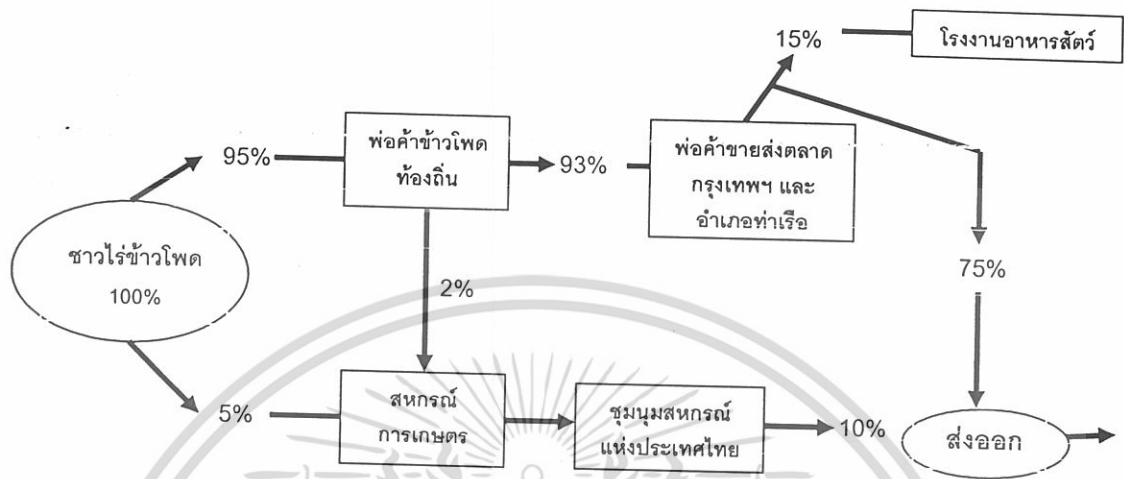 15%
โรงงานอาหารสัตว์
95%
พ่อค้าข้าวโพด
ท้องถิ่น
93%
พ่อค้าขายส่งตลาด
กรุงเทพฯ และ
อำเภอท่าเรือ
ชาวไร่ข้าวโพด
100%
2%
75%
5%
สหกรณ์
การเกษตร
ชุมนุมสหกรณ์
แห่งประเทศไทย
10%
ส่งออก